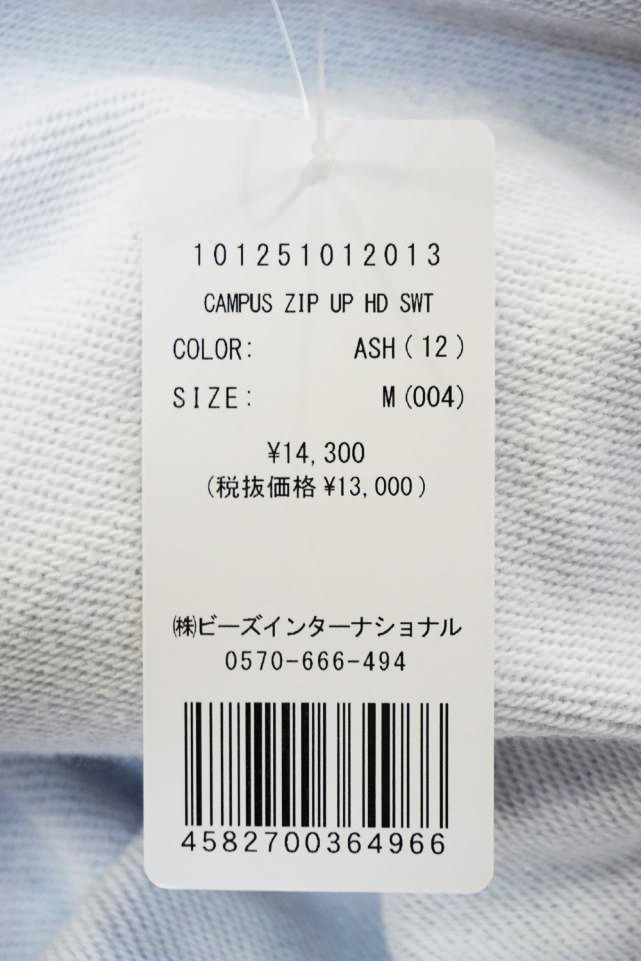 101251012013
CAMPUS ZIP UP HD SWT
COLOR: ASH(12)
SIZE: M(004)
¥14,300
(税抜価格¥13,000)
㈱ビーズインターナショナル
0570-666-494
4582700364966